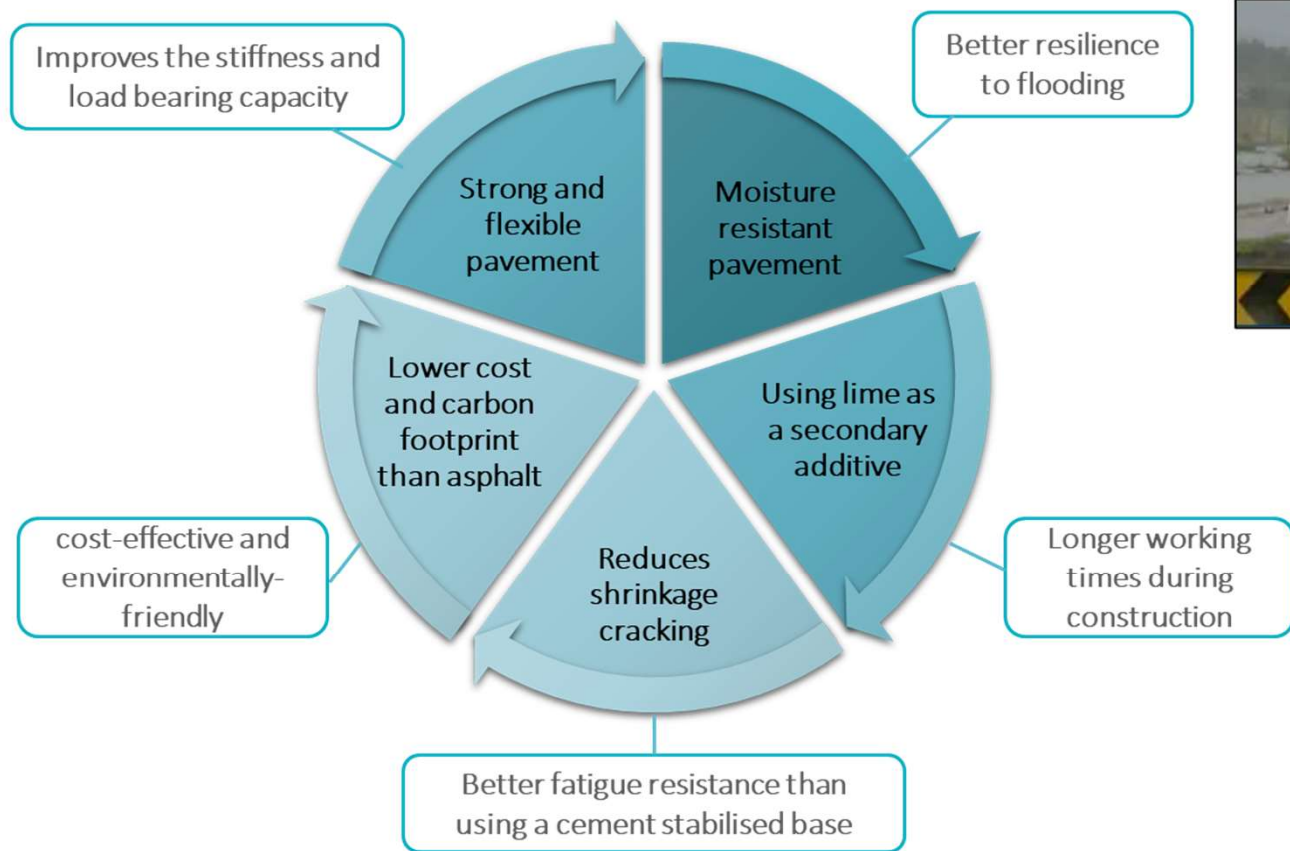 Improves the stiffness and
load bearing capacity
Better resilience
to flooding
Strong and
flexible
pavement
Moisture
resistant
pavement
Lower cost
and carbon
footprint
than asphalt
Using lime as
a secondary
additive
Reduces
shrinkage
cracking
cost-effective and
environmentally-
friendly
Longer working
times during
construction
Better fatigue resistance than
using a cement stabilised base